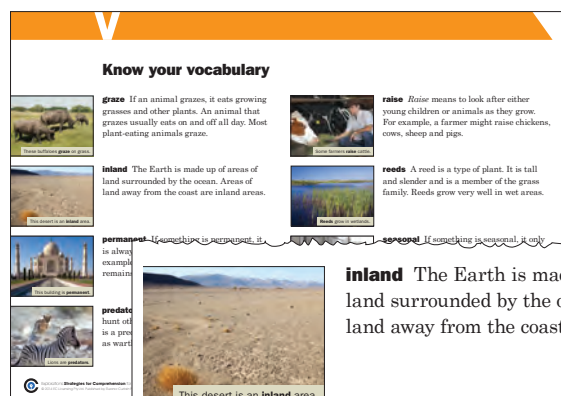 Know your vocabulary
graze If an animal grazes, it eats growing
grasses and other plants. An animal that
grazes usually eats on and off all day. Most
plant-eating animals graze.
These buffaloes graze on grass.
inland The Earth is made up of areas of
land surrounded by the ocean. Areas of
land away from the coast are inland areas.
This desert is an inland area.
permanent If something is permanent, it
is alway
example
remaine
This building is permanent.
predato
hunt oth
is a pred
as warth
Lions are predators.
raise Raise means to look after either
young children or animals as they grow.
For example, a farmer might raise chickens,
cows, sheep and pigs.
Some farmers raise cattle.
reeds A reed is a type of plant. It is tall
and slender and is a member of the grass
family. Reeds grow very well in wet areas.
Reeds grow in wetlands.
seasonal If something is seasonal, it only
inland The Earth is mad
land surrounded by the o
land away from the coast
This desert is an inland area
Strategies for Comprehension